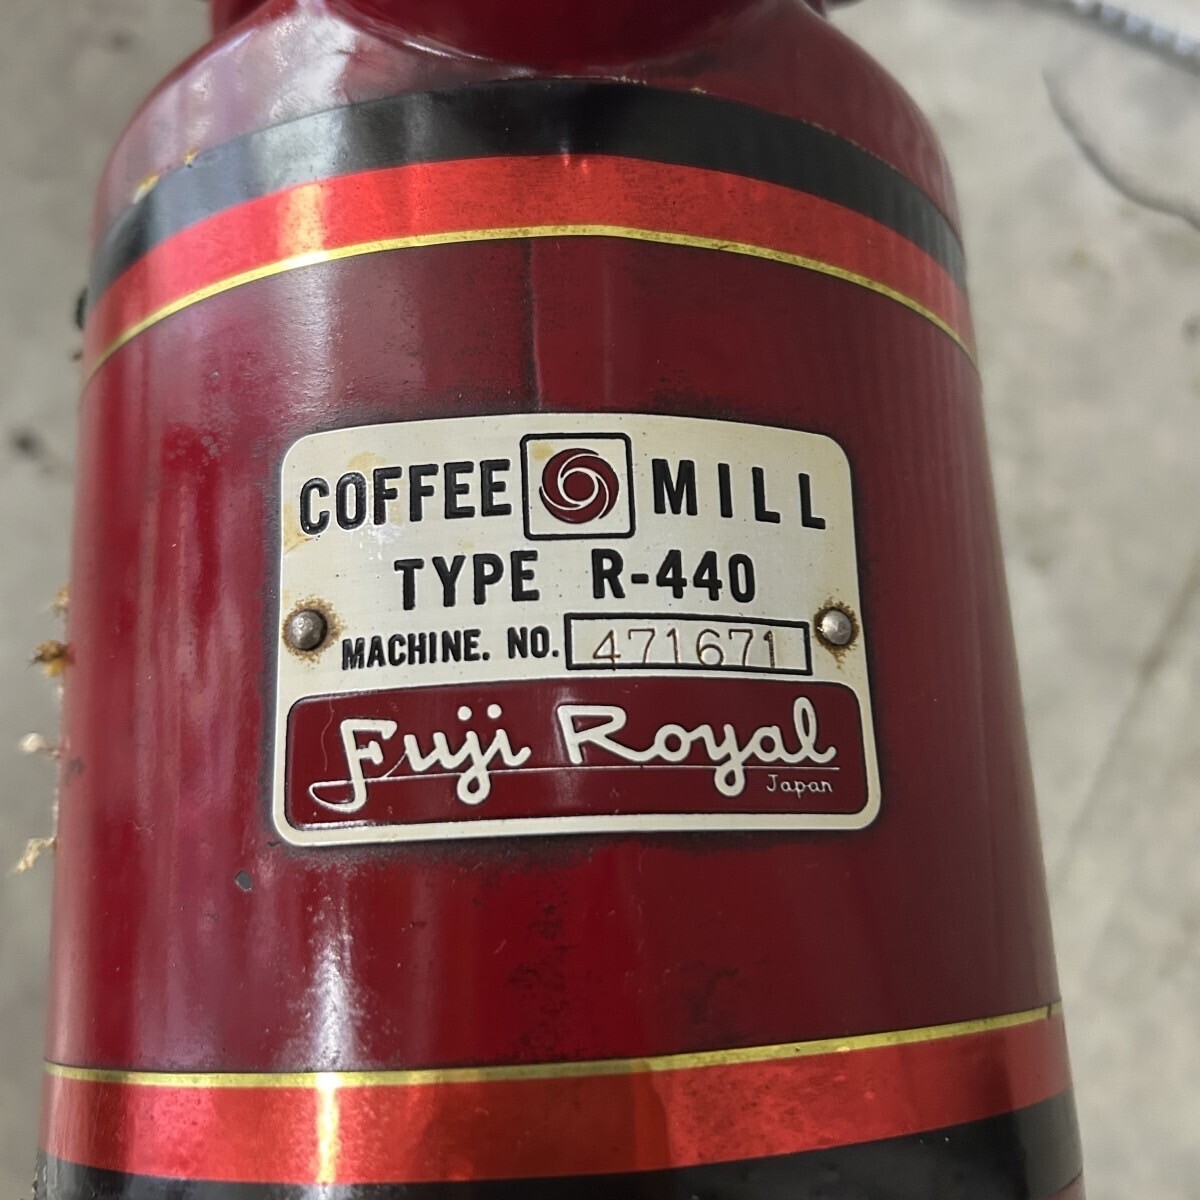 COFFEE MILL
TYPE R-440
MACHINE. NO. 471671
Fuji Royal
Japan